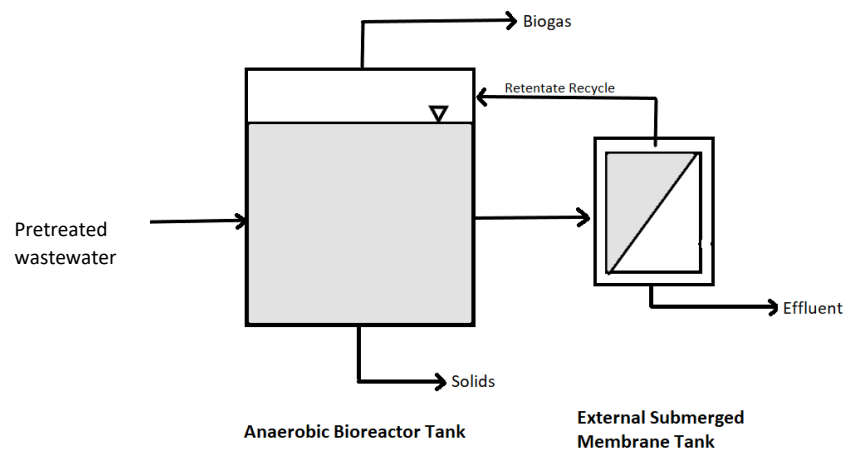 Biogas
Retentate Recycle
Pretreated
wastewater
Effluent
Solids
Anaerobic Bioreactor Tank
External Submerged
Membrane Tank